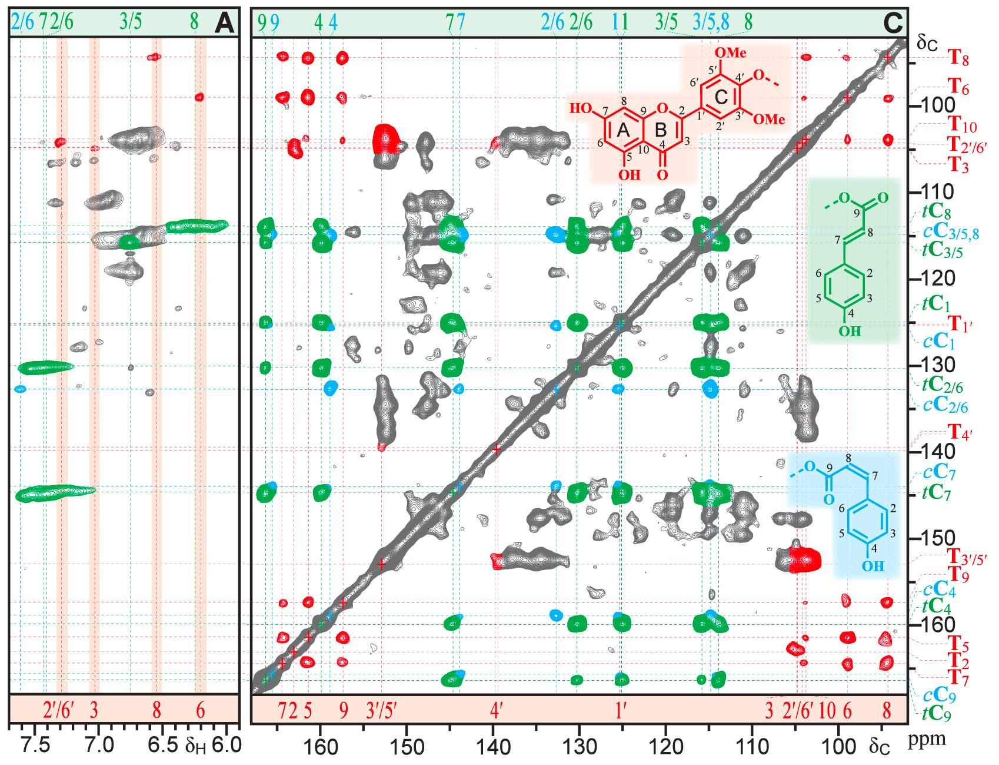 2/6 7 2/6 3/5 8 A
9 9 4 4 7 7 2/6 2/6 1 1 3/5 3/5,8 8 C
δC
T8
T6
100
T10
T2′/6′
T3
110
tC8
cC3/5,8
tC3/5
120
tC1
T1′
cC1
130
tC2/6
cC2/6
T4′
140
cC7
tC7
150
T3′/5′
T9
cC4
tC4
160
T5
T2
T7
cC9
tC9
OMe
5′ 4′ O
6′ C
HO 7 8 9 O 2 1′ 2′ 3′ OMe
A B
6 5 10 4 3
OH O
O O
9
8
7
6 2
5 3
4
OH
8
O 9 7
O 6 2
5 3
4
OH
2′/6′ 3 8 6
7 2 5 9 3′/5′ 4′ 1′ 3 2′/6′ 10 6 8
7.5 7.0 6.5 δH 6.0
160 150 140 130 120 110 δC 100 ppm